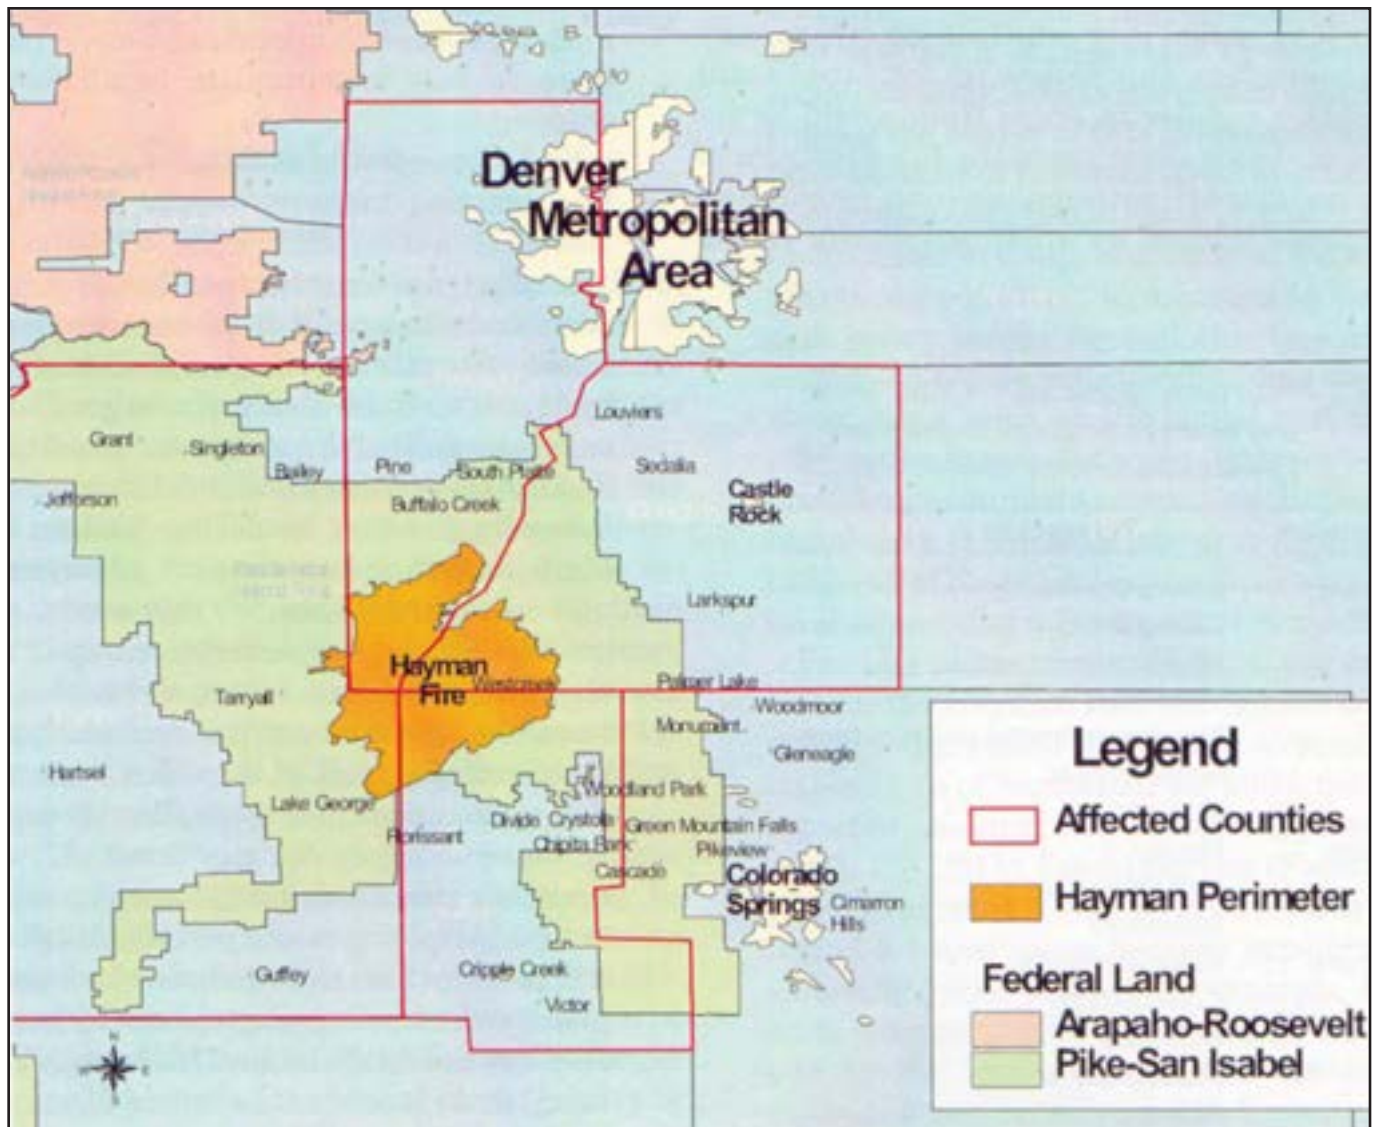 Denver
Metropolitan
Area
Louviers
Grant
Singleton
Bailey
Pine
South Platte
Sedalia
Castle
Rock
Jefferson
Buffalo Creek
Larkspur
Hayman
Fire
Westcreek
Palmer Lake
Tarryall
Woodmoor
Monument
Gleneagle
Hartsel
Lake George
Woodland Park
Florissant
Divide
Crystola
Green Mountain Falls
Chipita Park
Pikeview
Cascade
Colorado
Springs
Cimarron
Hills
Guffey
Cripple Creek
Victor
N
W
E
S
Legend
Affected Counties
Hayman Perimeter
Federal Land
Arapaho-Roosevelt
Pike-San Isabel